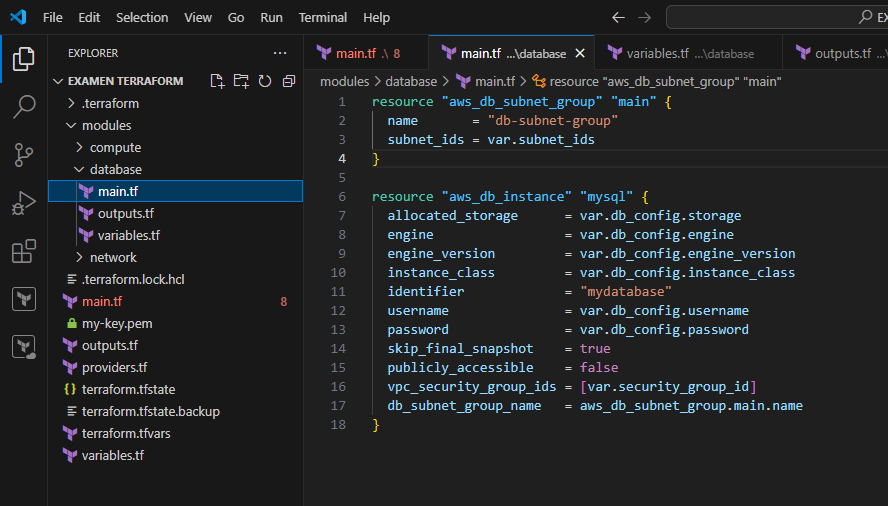 File Edit Selection View Go Run Terminal Help
EXPLORER
EXAMEN TERRAFORM
.terraform
modules
compute
database
main.tf
outputs.tf
variables.tf
network
.terraform.lock.hcl
main.tf 8
my-key.pem
outputs.tf
providers.tf
terraform.tfstate
terraform.tfstate.backup
terraform.tfvars
variables.tf
main.tf .\ 8 main.tf ...\database variables.tf ...\database outputs.tf
modules > database > main.tf > resource "aws_db_subnet_group" "main"
1 resource "aws_db_subnet_group" "main" {
2 name = "db-subnet-group"
3 subnet_ids = var.subnet_ids
4 }
5
6 resource "aws_db_instance" "mysql" {
7 allocated_storage = var.db_config.storage
8 engine = var.db_config.engine
9 engine_version = var.db_config.engine_version
10 instance_class = var.db_config.instance_class
11 identifier = "mydatabase"
12 username = var.db_config.username
13 password = var.db_config.password
14 skip_final_snapshot = true
15 publicly_accessible = false
16 vpc_security_group_ids = [var.security_group_id]
17 db_subnet_group_name = aws_db_subnet_group.main.name
18 }